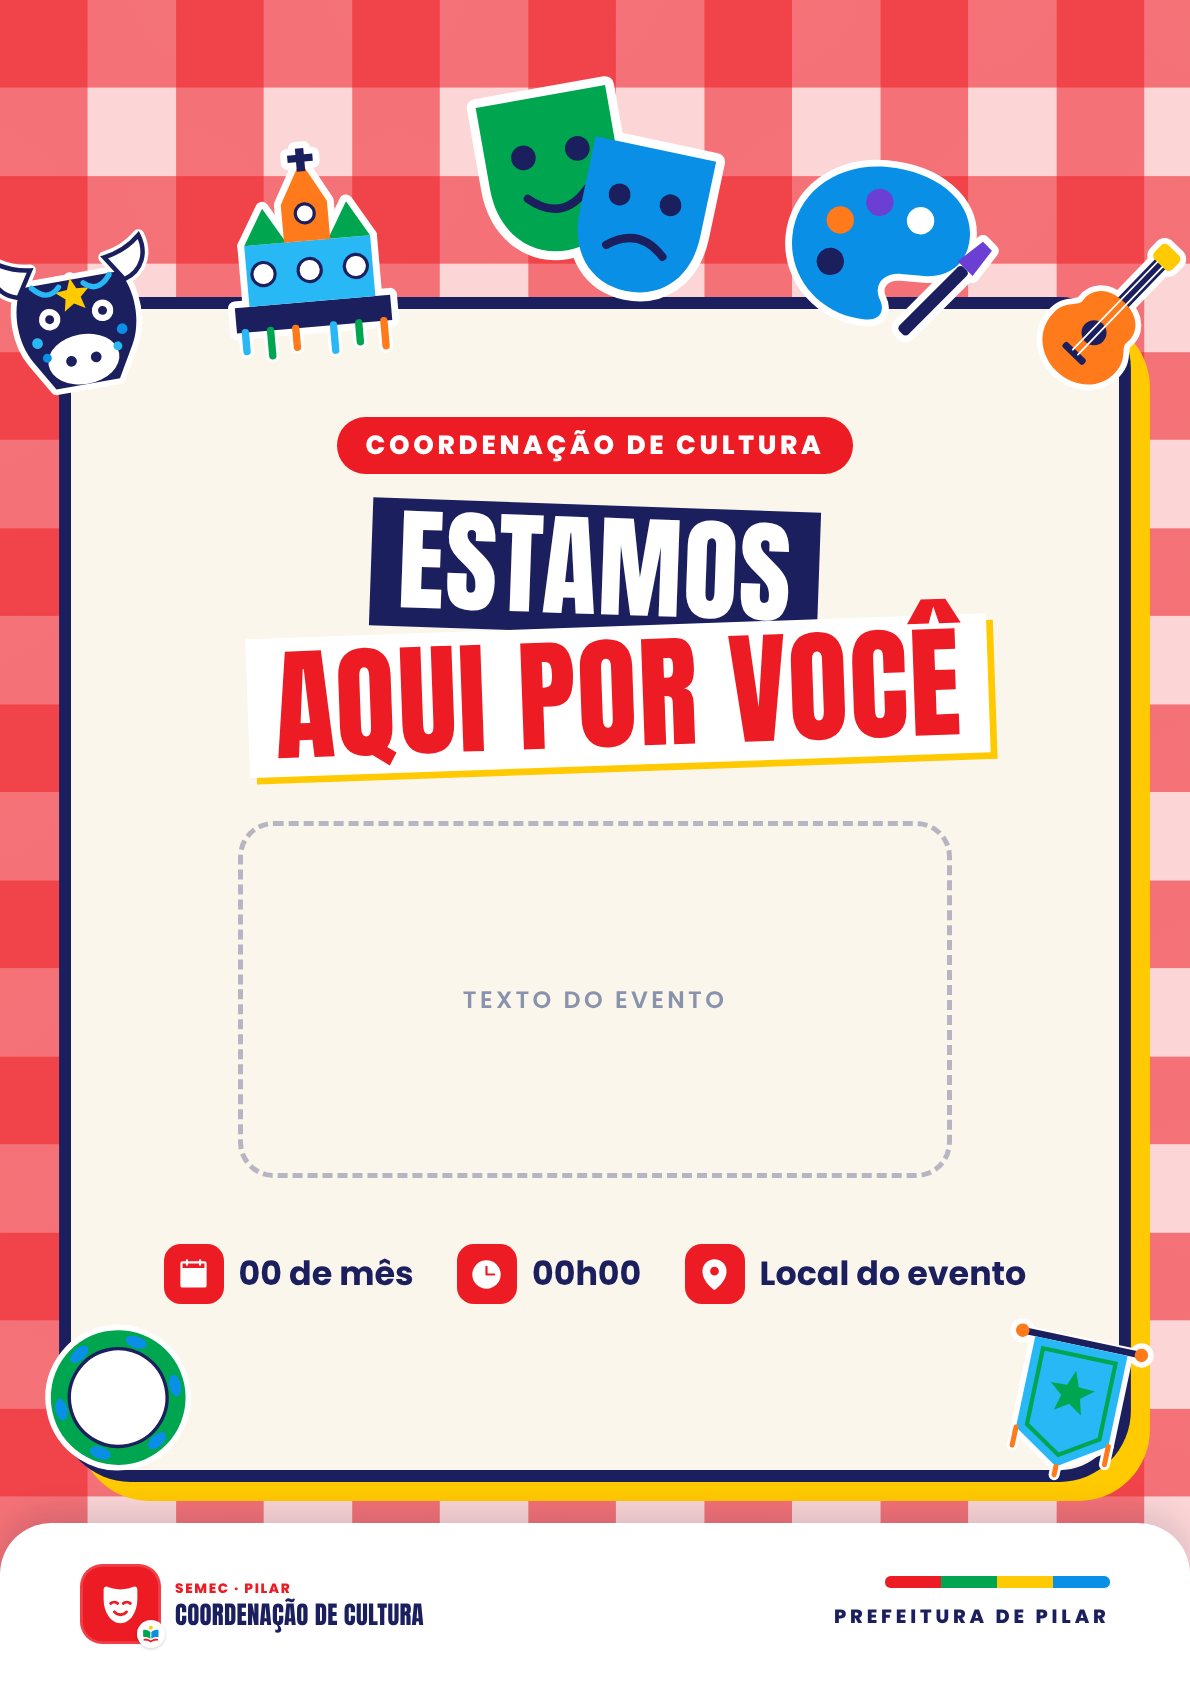 COORDENAÇÃO DE CULTURA
ESTAMOS
AQUI POR VOCÊ
TEXTO DO EVENTO
00 de mês
00h00
Local do evento
SEMEC · PILAR
COORDENAÇÃO DE CULTURA
PREFEITURA DE PILAR